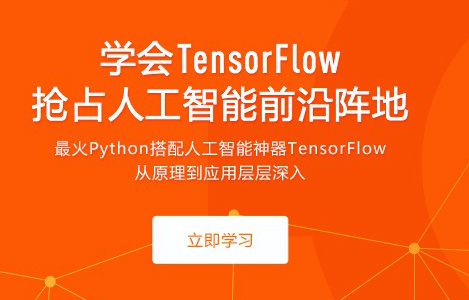 学会TensorFlow
抢占人工智能前沿阵地
最火Python搭配人工智能神器TensorFlow
从原理到应用层层深入
立即学习